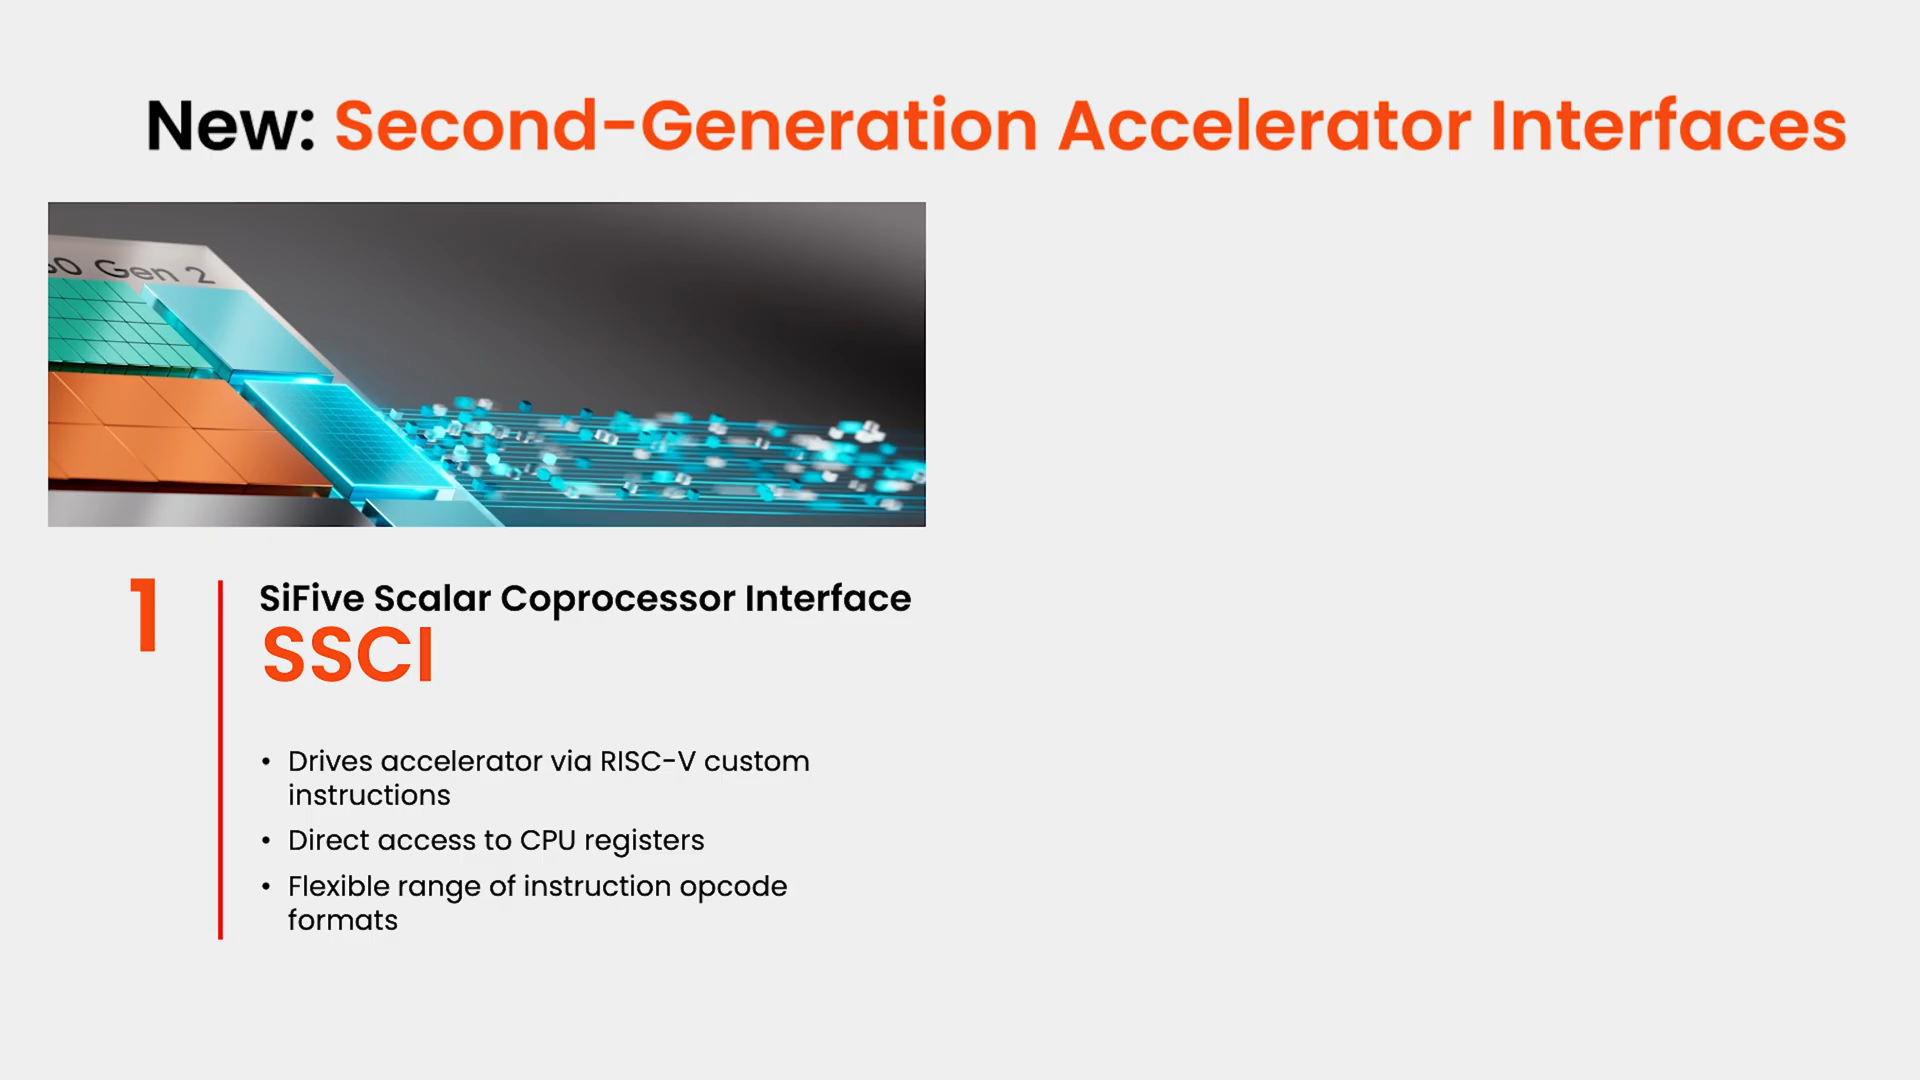 New: Second-Generation Accelerator Interfaces
Gen 2
1
SiFive Scalar Coprocessor Interface
SSCI
• Drives accelerator via RISC-V custom
instructions
• Direct access to CPU registers
• Flexible range of instruction opcode
formats